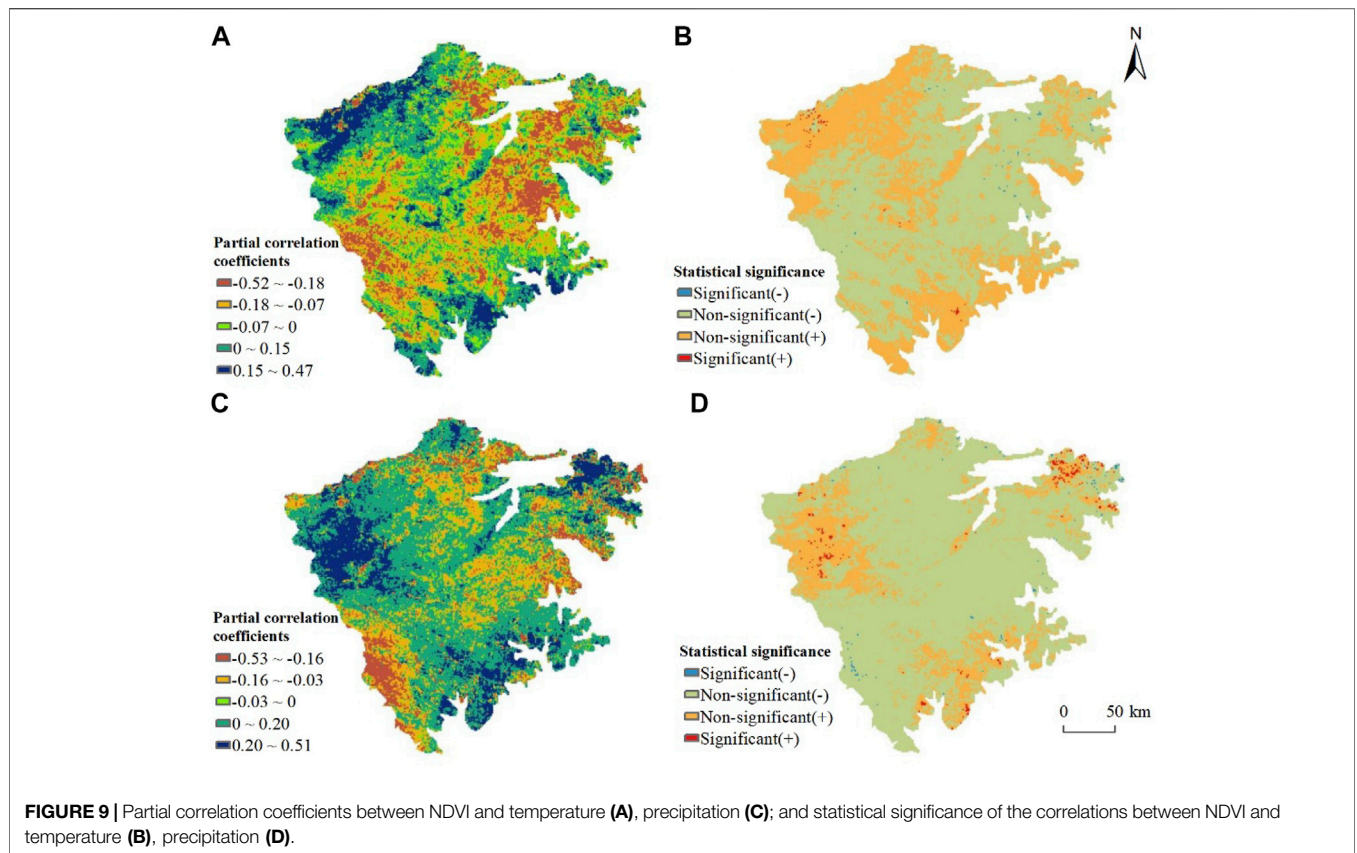 A
Partial correlation
coefficients
-0.52 ~ -0.18
-0.18 ~ -0.07
-0.07 ~ 0
0 ~ 0.15
0.15 ~ 0.47
B
N
Statistical significance
Significant(-)
Non-significant(-)
Non-significant(+)
Significant(+)
C
Partial correlation
coefficients
-0.53 ~ -0.16
-0.16 ~ -0.03
-0.03 ~ 0
0 ~ 0.20
0.20 ~ 0.51
D
Statistical significance
Significant(-)
Non-significant(-)
Non-significant(+)
Significant(+)
0 50 km
FIGURE 9 | Partial correlation coefficients between NDVI and temperature (A), precipitation (C); and statistical significance of the correlations between NDVI and
temperature (B), precipitation (D).